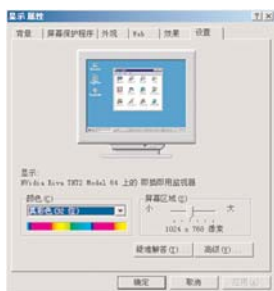 显示 属性
背景 屏幕保护程序 外观 Web 效果 设置
显示:
NVidia Riva TNT2 Model 64 上的 即插即用监视器
颜色(C) 屏幕区域(S)
真彩色(32 位) 小 大
1024 x 768 像素
疑难解答(T)... 高级(V)...
确定 取消 应用(A)